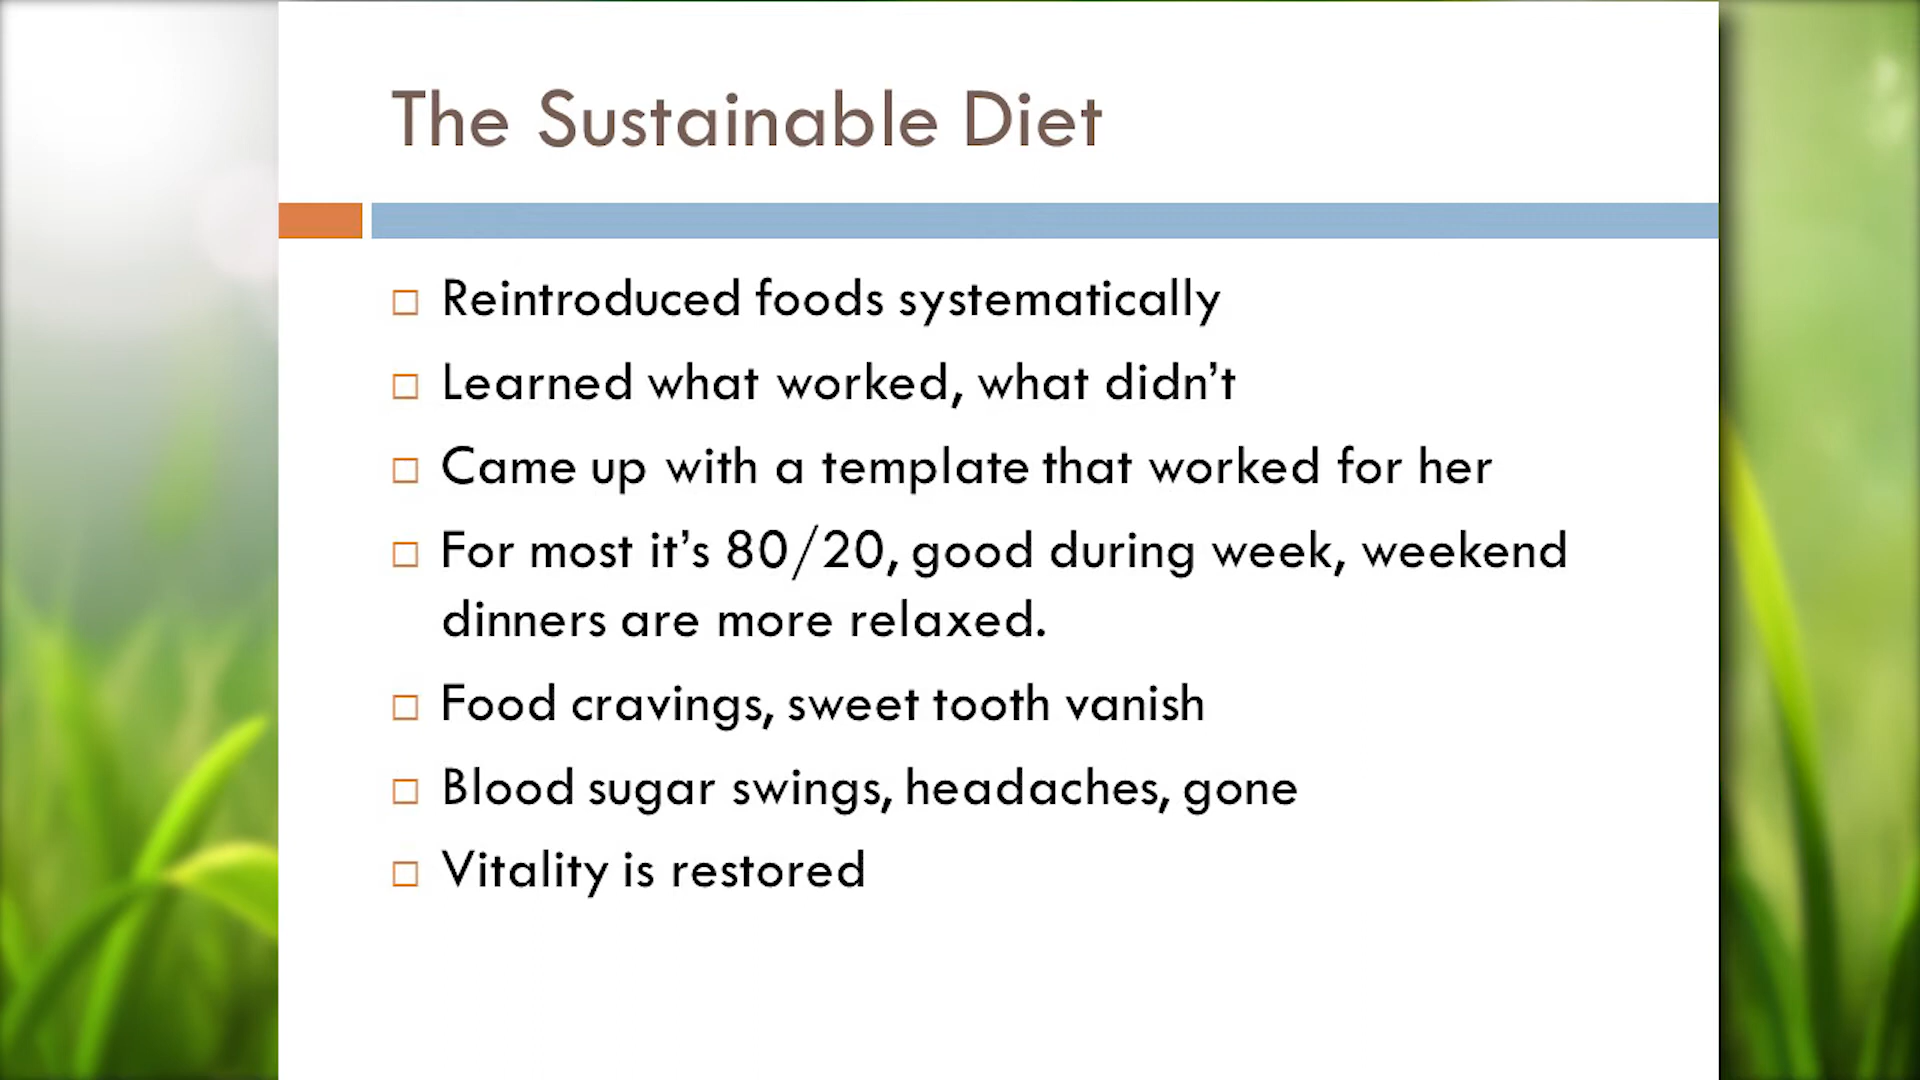 The Sustainable Diet
Reintroduced foods systematically
Learned what worked, what didn’t
Came up with a template that worked for her
For most it’s 80/20, good during week, weekend
dinners are more relaxed.
Food cravings, sweet tooth vanish
Blood sugar swings, headaches, gone
Vitality is restored